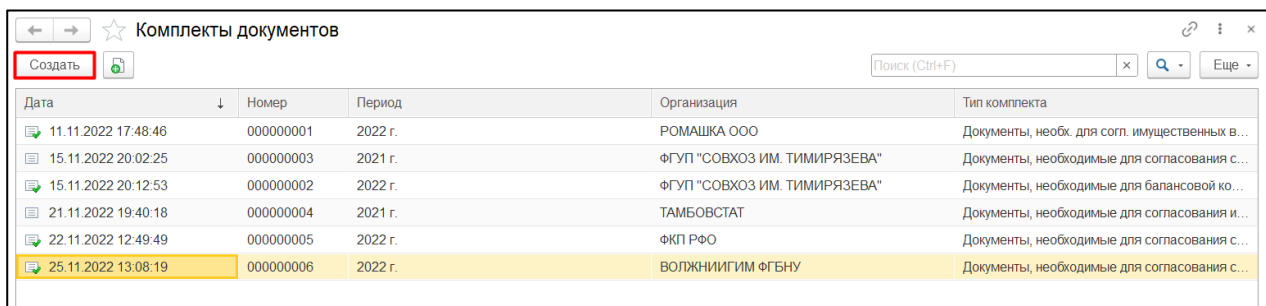 Комплекты документов
Создать Поиск (Ctrl+F) Еще
Дата Номер Период Организация Тип комплекта
11.11.2022 17:48:46 000000001 2022 г. РОМАШКА ООО Документы, необх. для согл. имущественных в...
15.11.2022 20:02:25 000000003 2021 г. ФГУП "СОВХОЗ ИМ. ТИМИРЯЗЕВА" Документы, необходимые для согласования с...
15.11.2022 20:12:53 000000002 2022 г. ФГУП "СОВХОЗ ИМ. ТИМИРЯЗЕВА" Документы, необходимые для балансовой ко...
21.11.2022 19:40:18 000000004 2021 г. ТАМБОВСТАТ Документы, необходимые для согласования и...
22.11.2022 12:49:49 000000005 2022 г. ФКП РФО Документы, необходимые для согласования с...
25.11.2022 13:08:19 000000006 2022 г. ВОЛЖНИИГИМ ФГБНУ Документы, необходимые для согласования с...